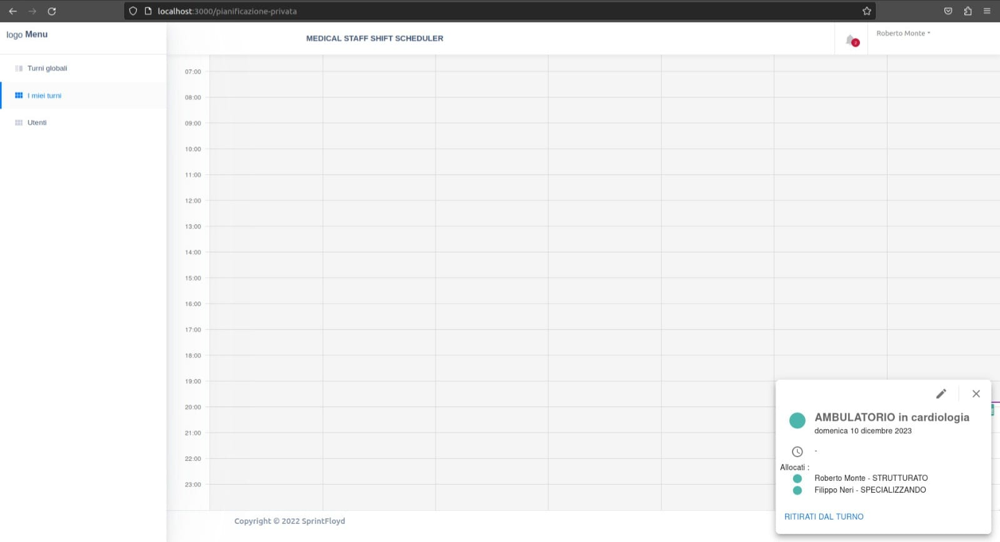 localhost:3000/pianificazione-privata
logo Menu
MEDICAL STAFF SHIFT SCHEDULER
2
Roberto Monte
Turni globali
I miei turni
Utenti
07:00
08:00
09:00
10:00
11:00
12:00
13:00
14:00
15:00
16:00
17:00
18:00
19:00
20:00
21:00
22:00
23:00
AMBULATORIO in cardiologia
domenica 10 dicembre 2023
-
Allocati :
Roberto Monte - STRUTTURATO
Filippo Neri - SPECIALIZZANDO
RITIRATI DAL TURNO
Copyright © 2022 SprintFloyd